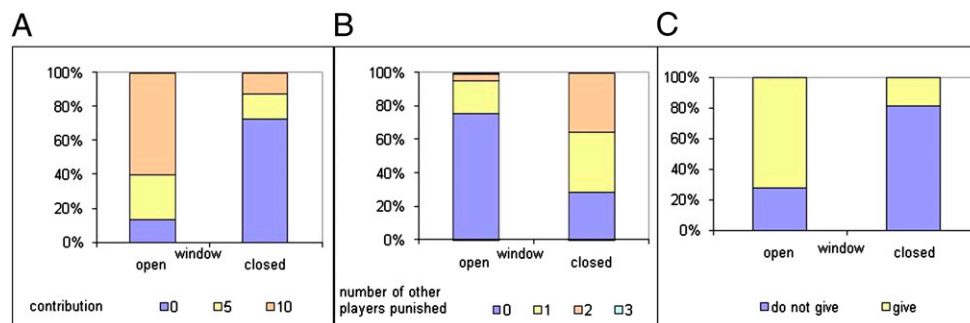 A
100%
80%
60%
40%
20%
0%
open window closed
contribution 0 5 10
B
100%
80%
60%
40%
20%
0%
open window closed
number of other
players punished 0 1 2 3
C
100%
80%
60%
40%
20%
0%
open window closed
do not give give